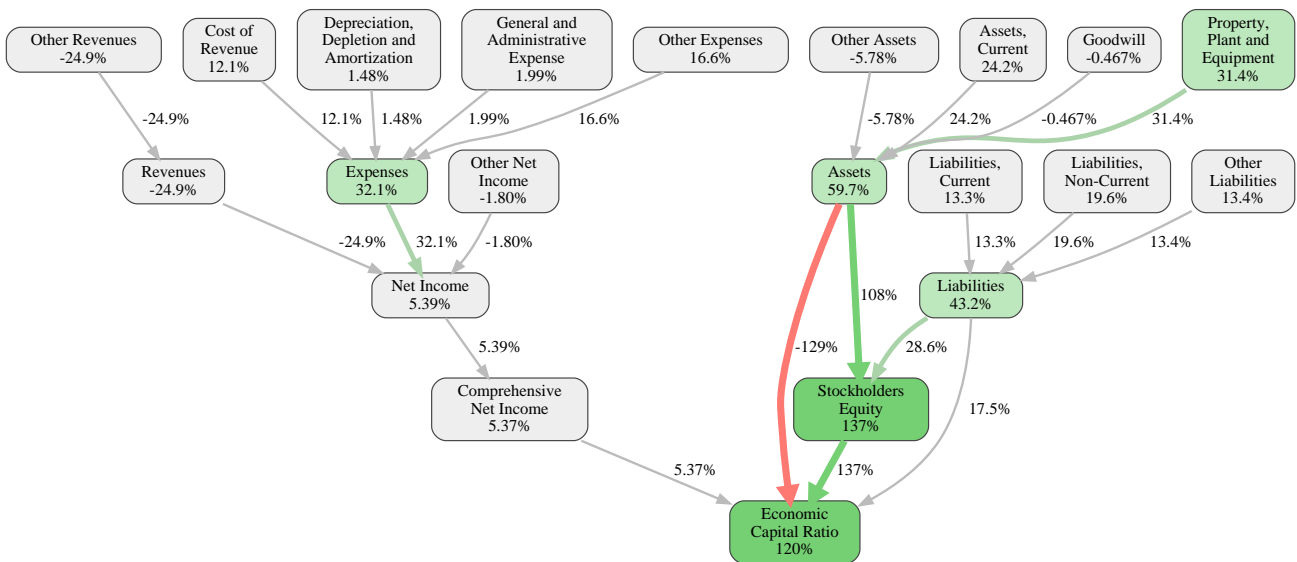 Other Revenues
-24.9%
Cost of
Revenue
12.1%
Depreciation,
Depletion and
Amortization
1.48%
General and
Administrative
Expense
1.99%
Other Expenses
16.6%
Other Assets
-5.78%
Assets,
Current
24.2%
Goodwill
-0.467%
Property,
Plant and
Equipment
31.4%
-24.9%
12.1%
1.48%
1.99%
16.6%
-5.78%
24.2%
-0.467%
31.4%
Revenues
-24.9%
Expenses
32.1%
Other Net
Income
-1.80%
Assets
59.7%
Liabilities,
Current
13.3%
Liabilities,
Non-Current
19.6%
Other
Liabilities
13.4%
-24.9%
32.1%
-1.80%
13.3%
19.6%
13.4%
Net Income
5.39%
108%
Liabilities
43.2%
5.39%
-129%
28.6%
Comprehensive
Net Income
5.37%
Stockholders
Equity
137%
17.5%
5.37%
137%
Economic
Capital Ratio
120%